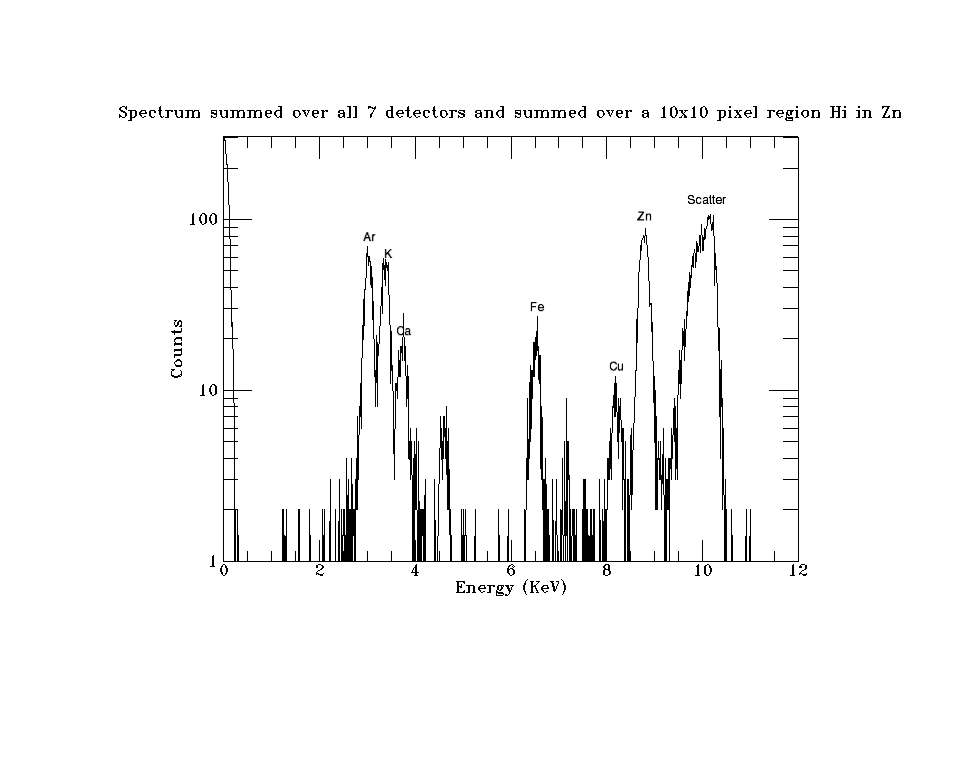 Spectrum summed over all 7 detectors and summed over a 10x10 pixel region Hi in Zn
Scatter
Zn
100
Ar
K
Fe
Ca
Counts
Cu
10
1
0 2 4 6 8 10 12
Energy (KeV)